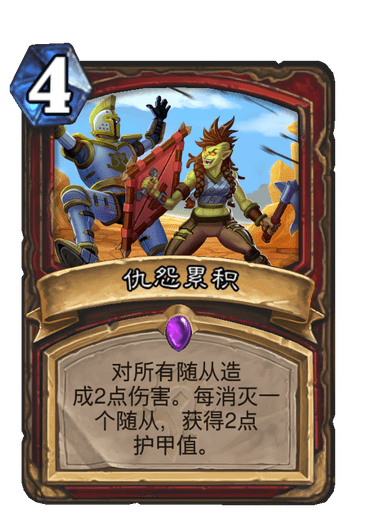 4
仇怨累积
对所有随从造
成2点伤害。每消灭一
个随从，获得2点
护甲值。